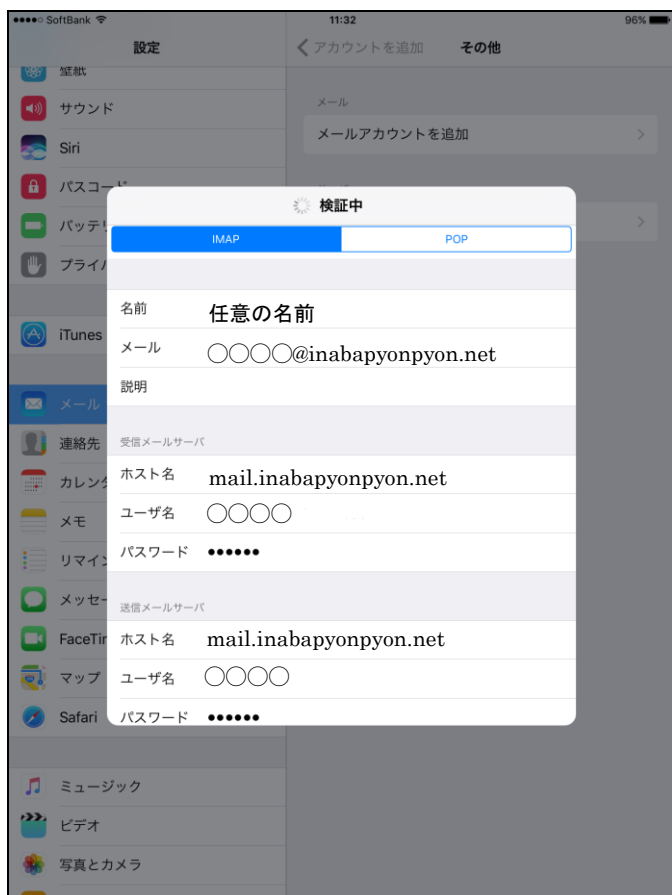 ●●●●○ SoftBank 11:32 96%
設定
アカウントを追加 その他
壁紙
サウンド
Siri
パスコード
バッテリ
プライバ
iTunes
メール
連絡先
カレンダ
メモ
リマイン
メッセー
FaceTim
マップ
Safari
ミュージック
ビデオ
写真とカメラ
メール
メールアカウントを追加
検証中
IMAP POP
名前 任意の名前
メール ○○○○@inabapyonpyon.net
説明
受信メールサーバ
ホスト名 mail.inabapyonpyon.net
ユーザ名 ○○○○
パスワード ●●●●●●
送信メールサーバ
ホスト名 mail.inabapyonpyon.net
ユーザ名 ○○○○
パスワード ●●●●●●